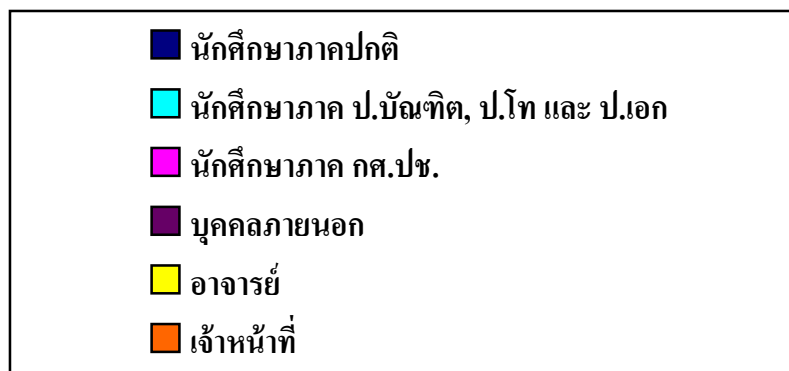 นักศึกษาภาคปกติ
นักศึกษาภาค ป.บัณฑิต, ป.โท และ ป.เอก
นักศึกษาภาค กศ.ปช.
บุคคลภายนอก
อาจารย์
เจ้าหน้าที่